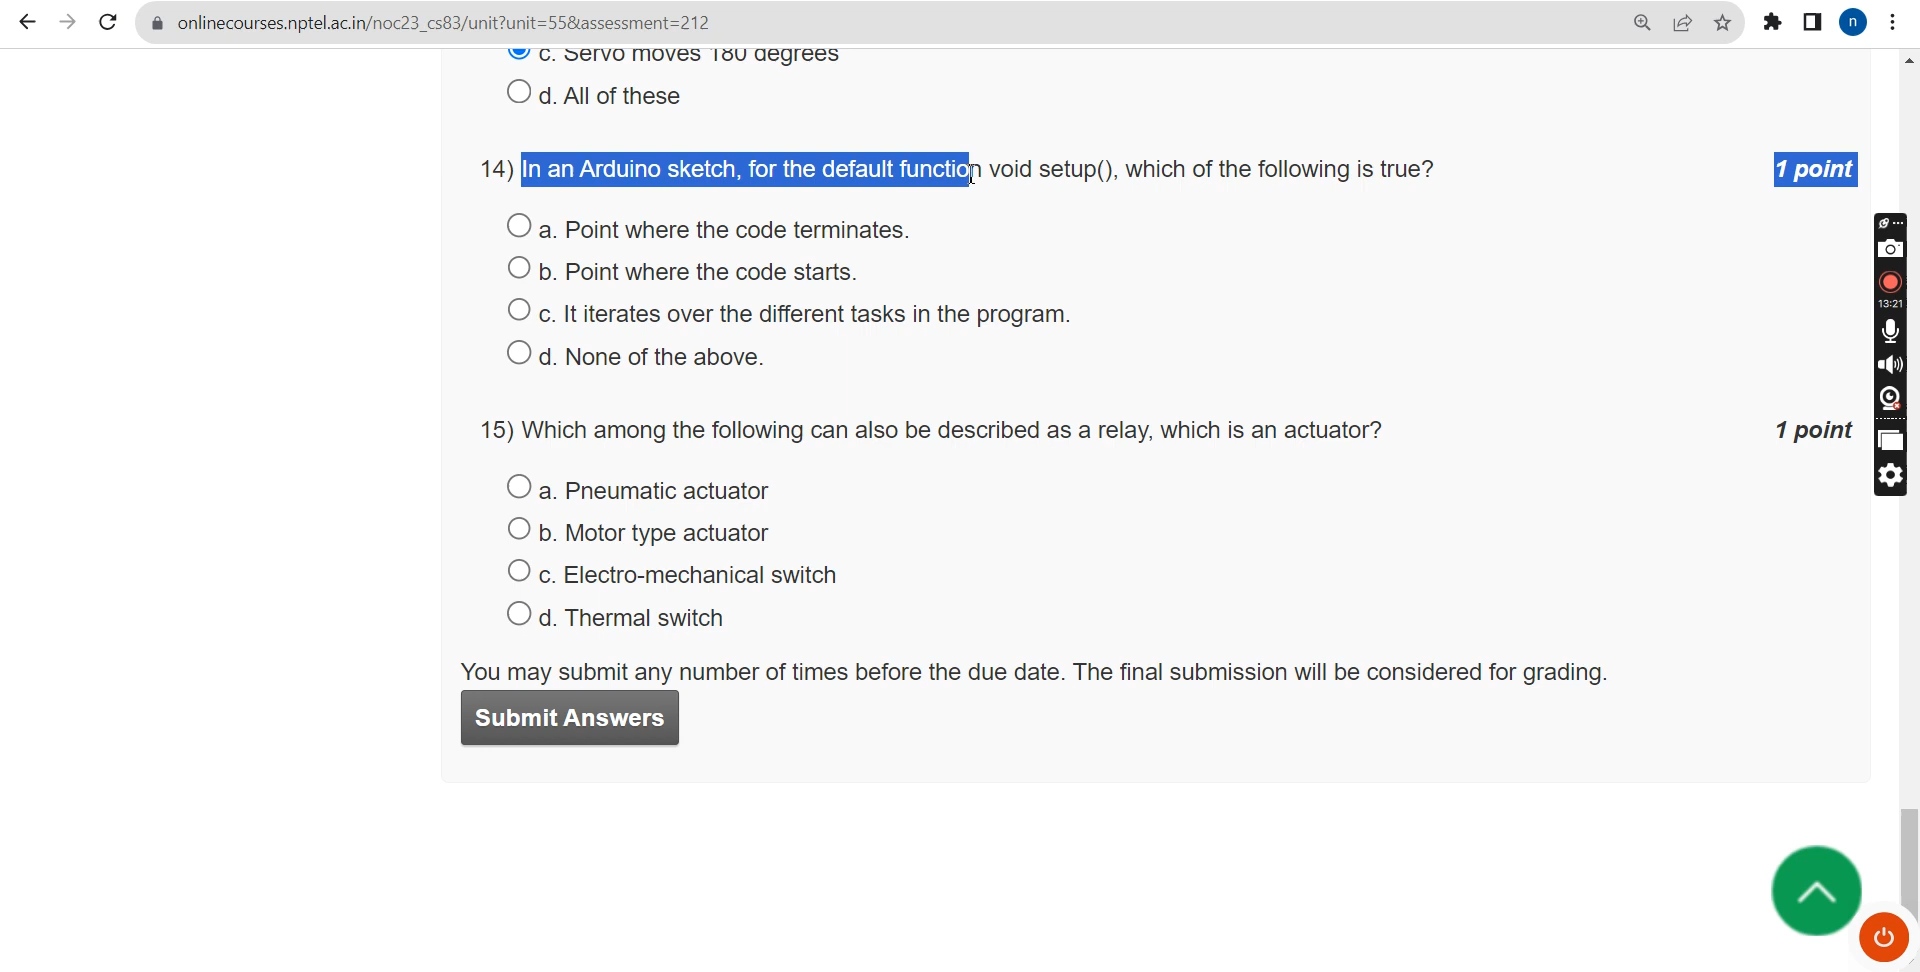 onlinecourses.nptel.ac.in/noc23_cs83/unit?unit=55&assessment=212
n
c. Servo moves 180 degrees
d. All of these
14) In an Arduino sketch, for the default function void setup(), which of the following is true?
1 point
a. Point where the code terminates.
b. Point where the code starts.
c. It iterates over the different tasks in the program.
d. None of the above.
13:21
15) Which among the following can also be described as a relay, which is an actuator?
1 point
a. Pneumatic actuator
b. Motor type actuator
c. Electro-mechanical switch
d. Thermal switch
You may submit any number of times before the due date. The final submission will be considered for grading.
Submit Answers